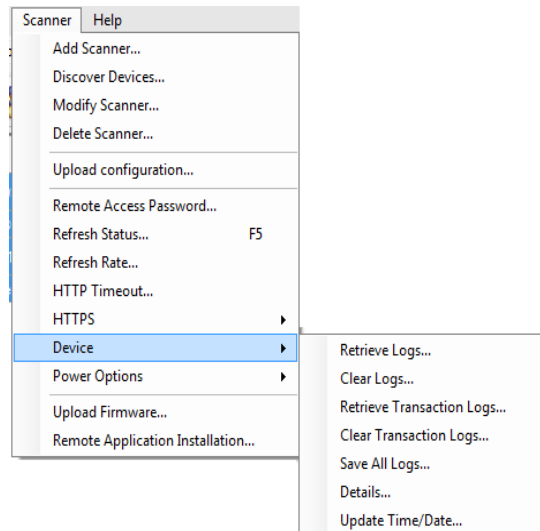 Scanner Help
Add Scanner...
Discover Devices...
Modify Scanner...
Delete Scanner...
Upload configuration...
Remote Access Password...
Refresh Status... F5
Refresh Rate...
HTTP Timeout...
HTTPS
Device
Power Options
Upload Firmware...
Remote Application Installation...
Retrieve Logs...
Clear Logs...
Retrieve Transaction Logs...
Clear Transaction Logs...
Save All Logs...
Details...
Update Time/Date...